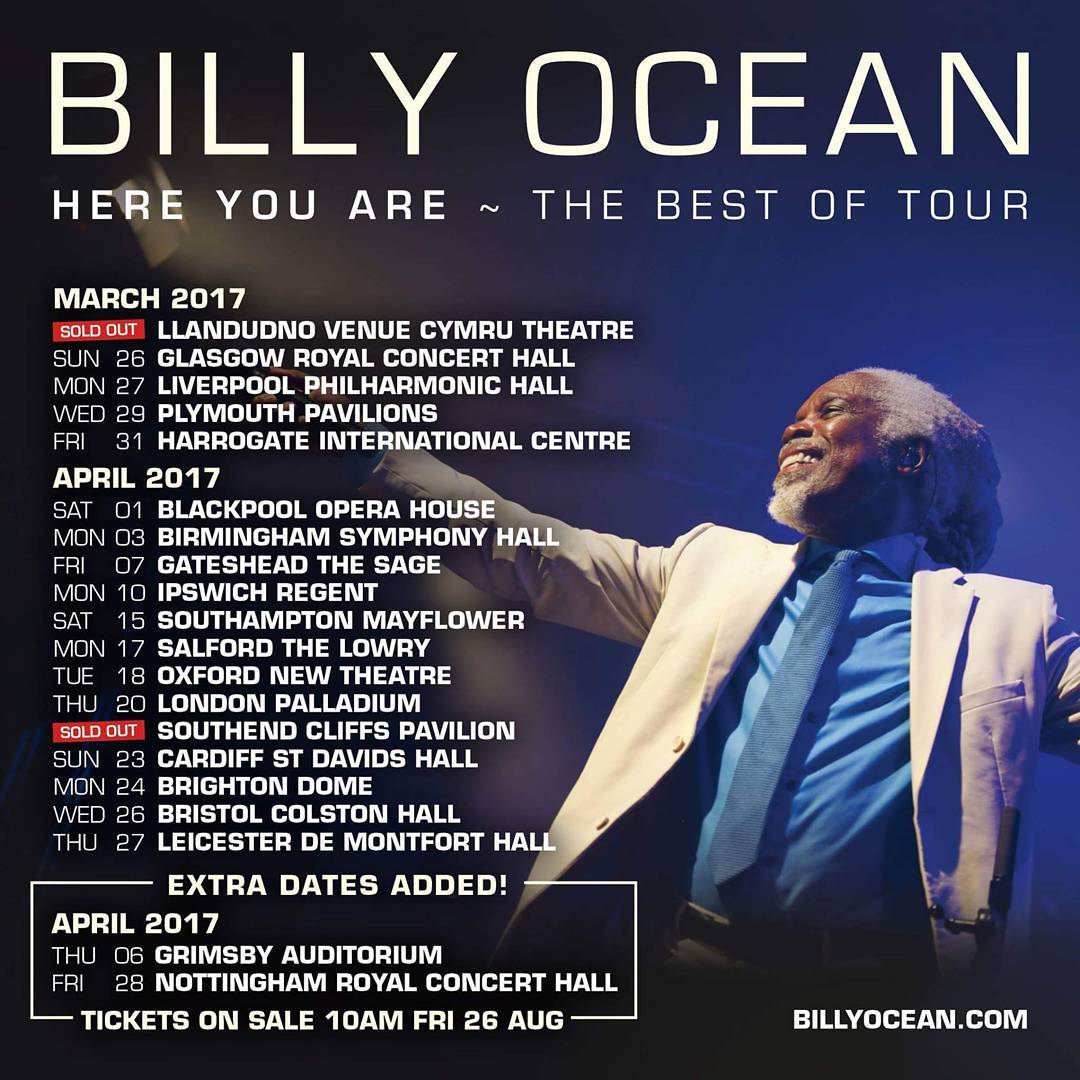 BILLY OCEAN
HERE YOU ARE ~ THE BEST OF TOUR
MARCH 2017
SOLD OUT LLANDUDNO VENUE CYMRU THEATRE
SUN 26 GLASGOW ROYAL CONCERT HALL
MON 27 LIVERPOOL PHILHARMONIC HALL
WED 29 PLYMOUTH PAVILIONS
FRI 31 HARROGATE INTERNATIONAL CENTRE
APRIL 2017
SAT 01 BLACKPOOL OPERA HOUSE
MON 03 BIRMINGHAM SYMPHONY HALL
FRI 07 GATESHEAD THE SAGE
MON 10 IPSWICH REGENT
SAT 15 SOUTHAMPTON MAYFLOWER
MON 17 SALFORD THE LOWRY
TUE 18 OXFORD NEW THEATRE
THU 20 LONDON PALLADIUM
SOLD OUT SOUTHEND CLIFFS PAVILION
SUN 23 CARDIFF ST DAVIDS HALL
MON 24 BRIGHTON DOME
WED 26 BRISTOL COLSTON HALL
THU 27 LEICESTER DE MONTFORT HALL
EXTRA DATES ADDED!
APRIL 2017
THU 06 GRIMSBY AUDITORIUM
FRI 28 NOTTINGHAM ROYAL CONCERT HALL
TICKETS ON SALE 10AM FRI 26 AUG
BILLYOCEAN.COM